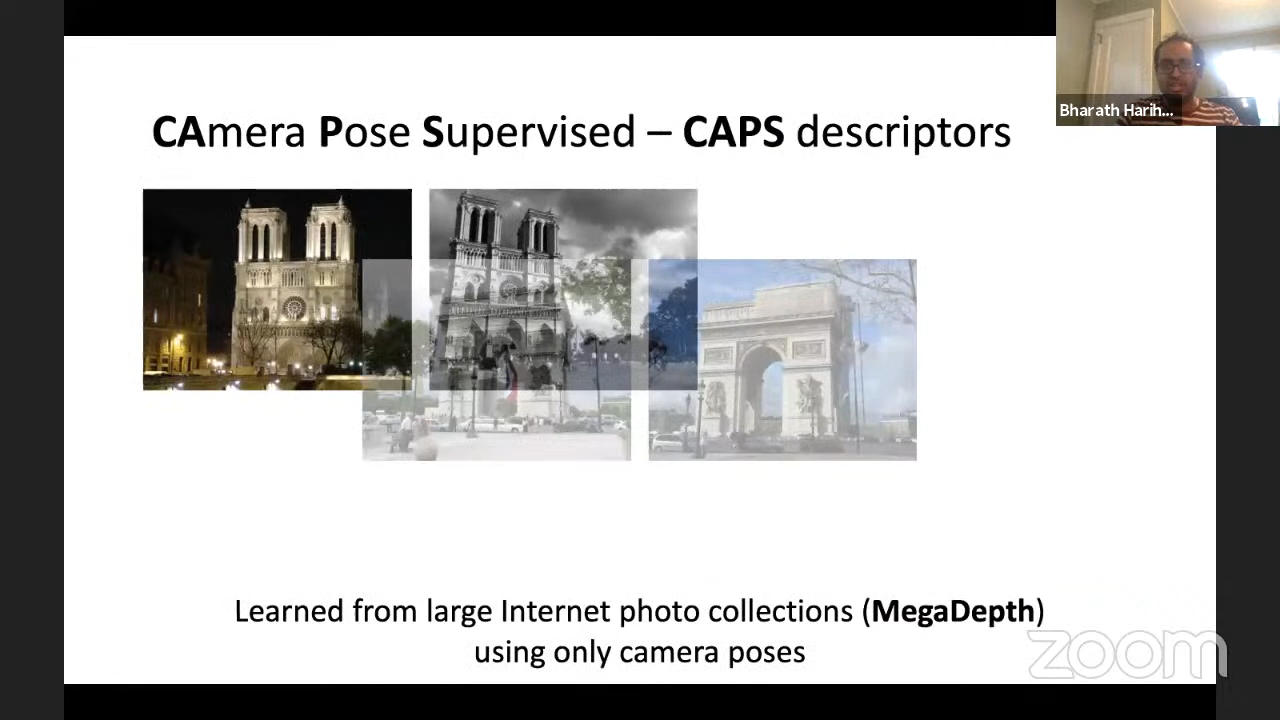 Bharath Harih...
CAmera Pose Supervised – CAPS descriptors
Learned from large Internet photo collections (MegaDepth)
using only camera poses
zoom